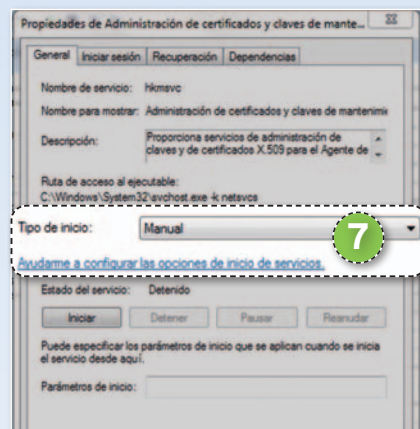 Propiedades de Administración de certificados y claves de mante...
General Iniciar sesión Recuperación Dependencias
Nombre de servicio: hkmsvc
Nombre para mostrar: Administración de certificados y claves de mantenimie
Descripción: Proporciona servicios de administración de
claves y de certificados X.509 para el Agente de
Ruta de acceso al ejecutable:
C:\Windows\System32\svchost.exe -k netsvcs
Tipo de inicio: Manual
7
Ayudarme a configurar las opciones de inicio de servicios.
Estado del servicio: Detenido
Iniciar Detener Pausar Reanudar
Puede especificar los parámetros de inicio que se aplican cuando se inicia
el servicio desde aquí.
Parámetros de inicio: